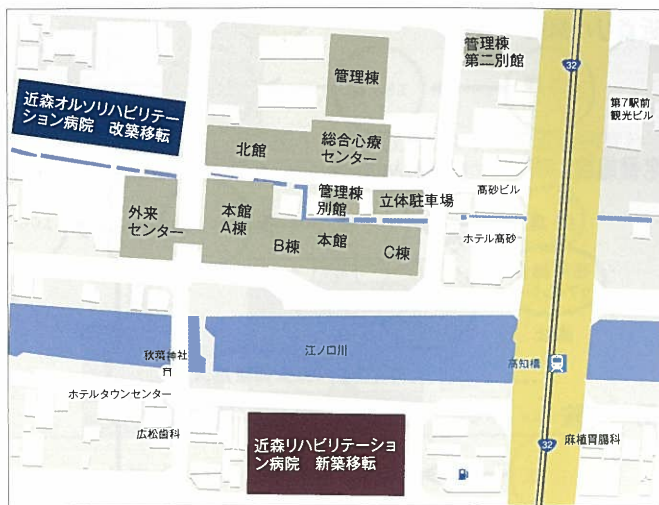 管理棟
第二別館
32
管理棟
第7駅前
観光ビル
近森オルソリハビリテー
ション病院　改築移転
総合心療
センター
北館
高砂ビル
管理棟
別館
立体駐車場
外来
センター
本館
A棟
ホテル高砂
本館
B棟
C棟
江ノ口川
秋葉神社
高知橋
ホテルタウンセンター
広松歯科
近森リハビリテーショ
ン病院　新築移転
32
麻植胃腸科